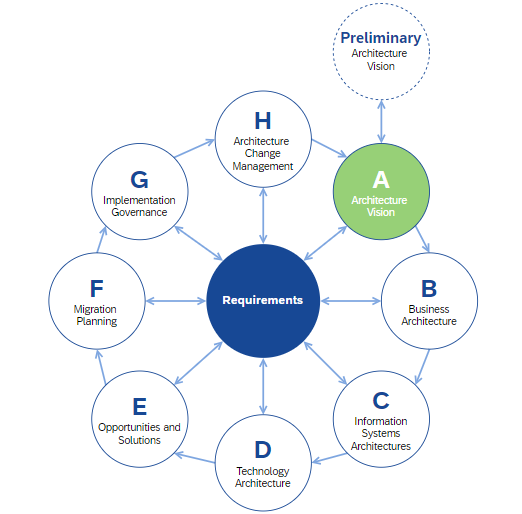 Preliminary
Architecture
Vision
H
Architecture
Change
Management
A
Architecture
Vision
G
Implementation
Governance
B
Business
Architecture
Requirements
F
Migration
Planning
C
Information
Systems
Architectures
E
Opportunities and
Solutions
D
Technology
Architecture